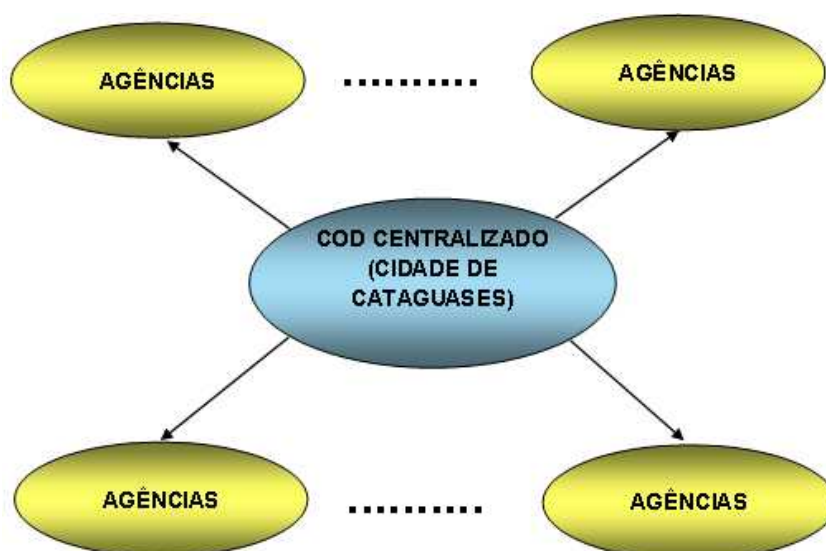 AGÊNCIAS
AGÊNCIAS
COD CENTRALIZADO
(CIDADE DE
CATAGUASES)
AGÊNCIAS
AGÊNCIAS